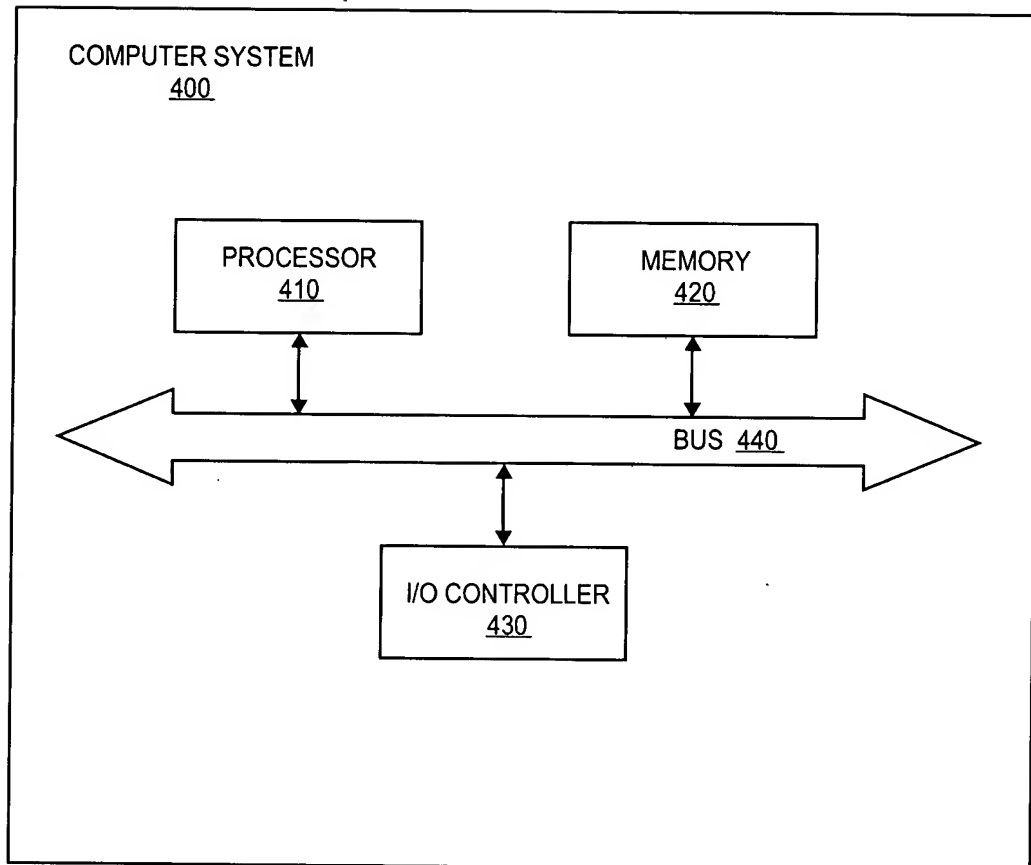 COMPUTER SYSTEM
400
PROCESSOR
410
MEMORY
420
BUS 440
I/O CONTROLLER
430